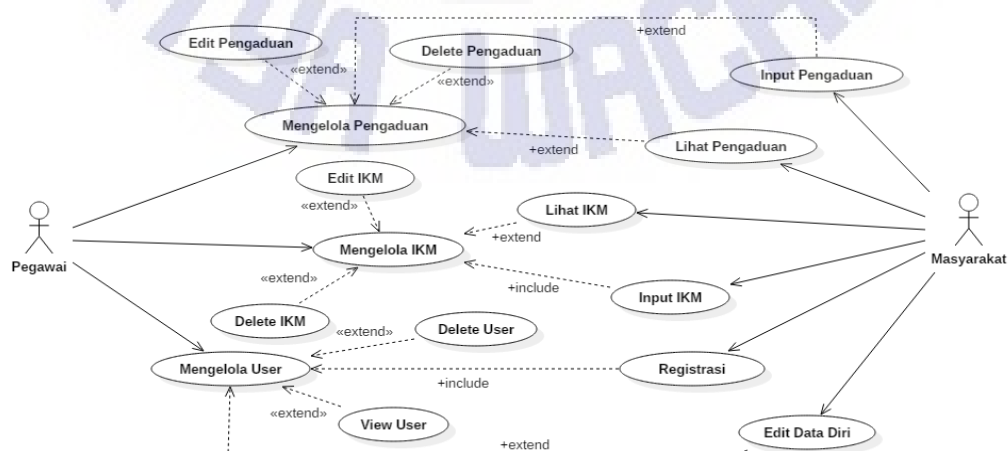 +extend
Edit Pengaduan
Delete Pengaduan
«extend»
«extend»
Input Pengaduan
Mengelola Pengaduan
+extend
Lihat Pengaduan
Edit IKM
«extend»
Lihat IKM
+extend
Mengelola IKM
Pegawai
Masyarakat
«extend»
+include
Input IKM
Delete IKM
«extend»
Delete User
Mengelola User
Registrasi
+include
«extend»
View User
Edit Data Diri
+extend